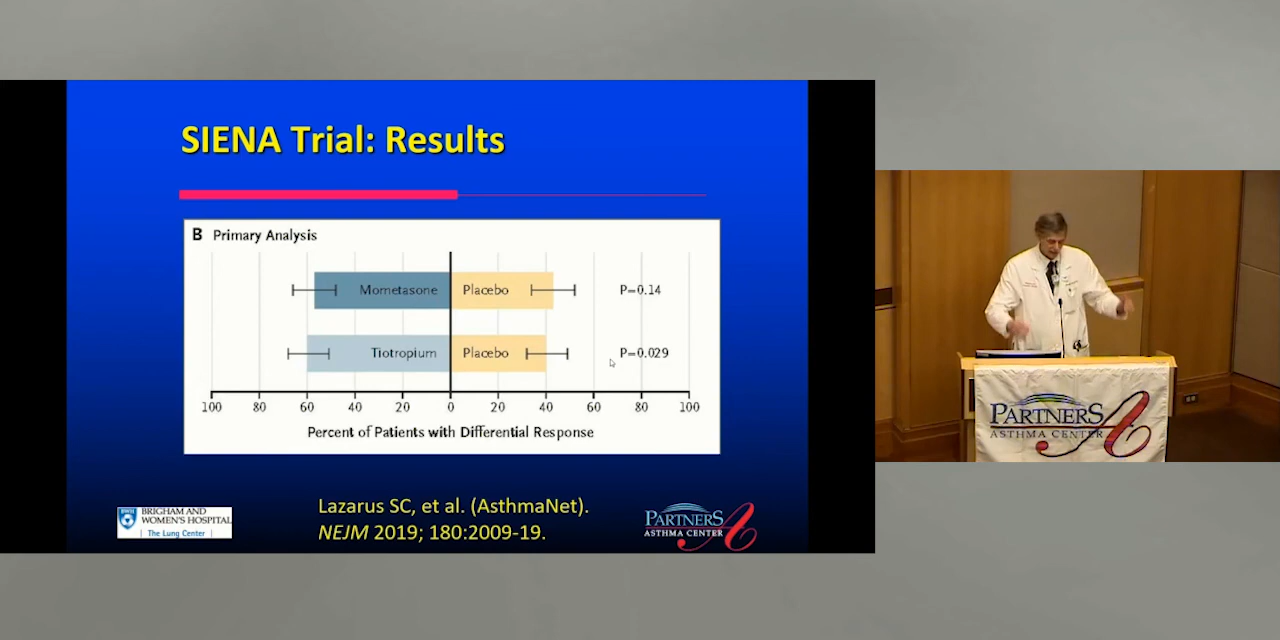 SIENA Trial: Results
B Primary Analysis
Mometasone Placebo P=0.14
Tiotropium Placebo P=0.029
100 80 60 40 20 0 20 40 60 80 100
Percent of Patients with Differential Response
BWH
BRIGHAM AND
WOMEN'S HOSPITAL
The Lung Center
Lazarus SC, et al. (AsthmaNet).
NEJM 2019; 180:2009-19.
PARTNERS A
ASTHMA CENTER
PARTNERS A
ASTHMA CENTER